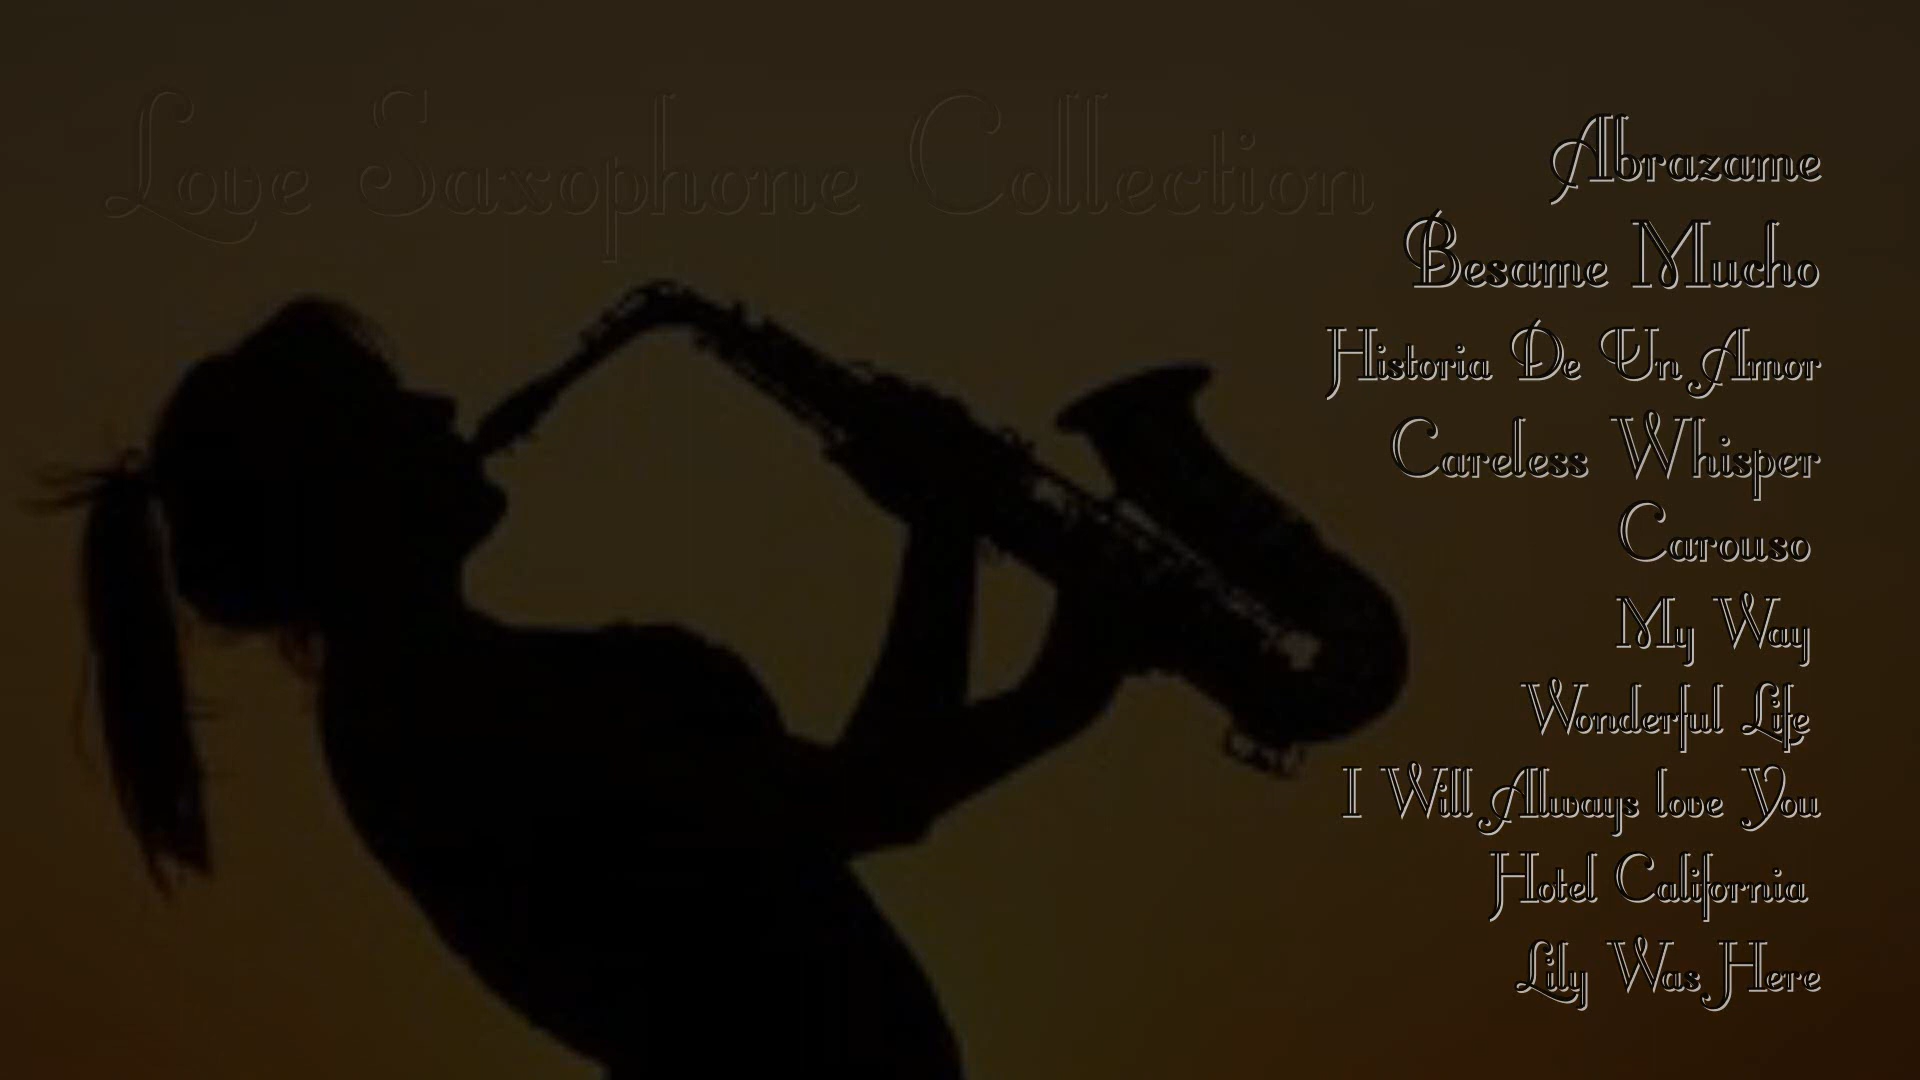 Love Saxophone Collection
Abrazame
Besame Mucho
Historia De Un Amor
Careless Whisper
Carouso
My Way
Wonderful Life
I Will Always love You
Hotel California
Lily Was Here